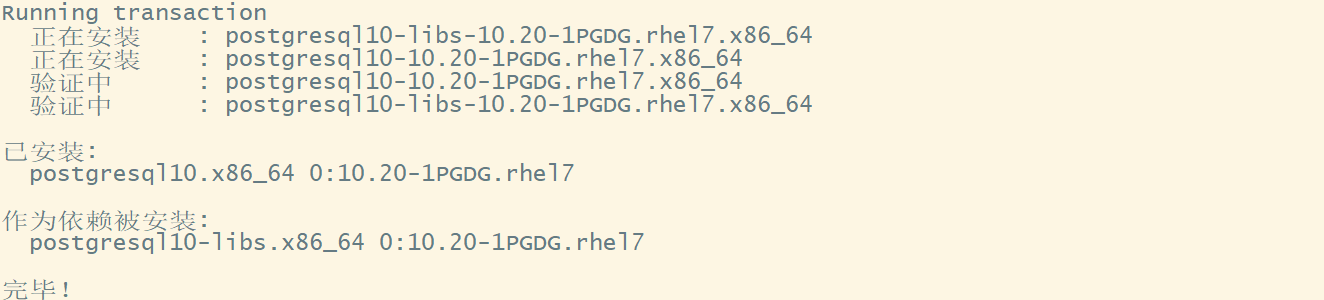 Running transaction
正在安装    : postgresql10-libs-10.20-1PGDG.rhel7.x86_64
正在安装    : postgresql10-10.20-1PGDG.rhel7.x86_64
验证中      : postgresql10-10.20-1PGDG.rhel7.x86_64
验证中      : postgresql10-libs-10.20-1PGDG.rhel7.x86_64
已安装:
postgresql10.x86_64 0:10.20-1PGDG.rhel7
作为依赖被安装:
postgresql10-libs.x86_64 0:10.20-1PGDG.rhel7
完毕！